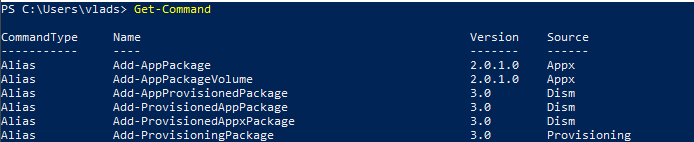 PS C:\Users\vlads> Get-Command
CommandType     Name                                               Version    Source
-----------     ----                                               -------    ------
Alias           Add-AppPackage                                     2.0.1.0    Appx
Alias           Add-AppPackageVolume                               2.0.1.0    Appx
Alias           Add-AppProvisionedPackage                          3.0        Dism
Alias           Add-ProvisionedAppPackage                          3.0        Dism
Alias           Add-ProvisionedAppxPackage                         3.0        Dism
Alias           Add-ProvisioningPackage                            3.0        Provisioning